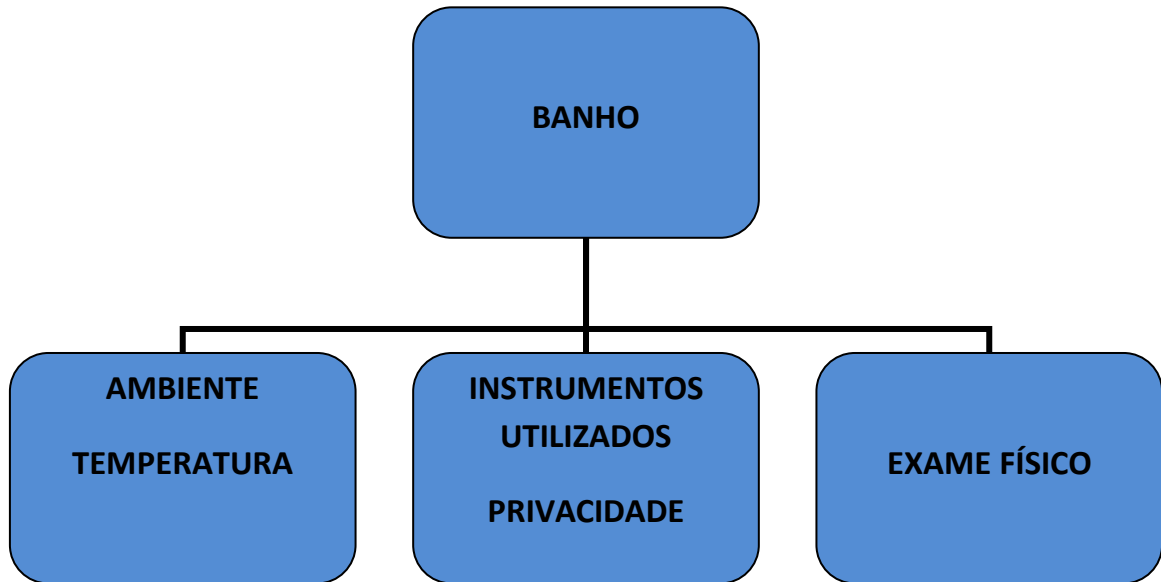 BANHO
AMBIENTE
TEMPERATURA
INSTRUMENTOS
UTILIZADOS
PRIVACIDADE
EXAME FÍSICO